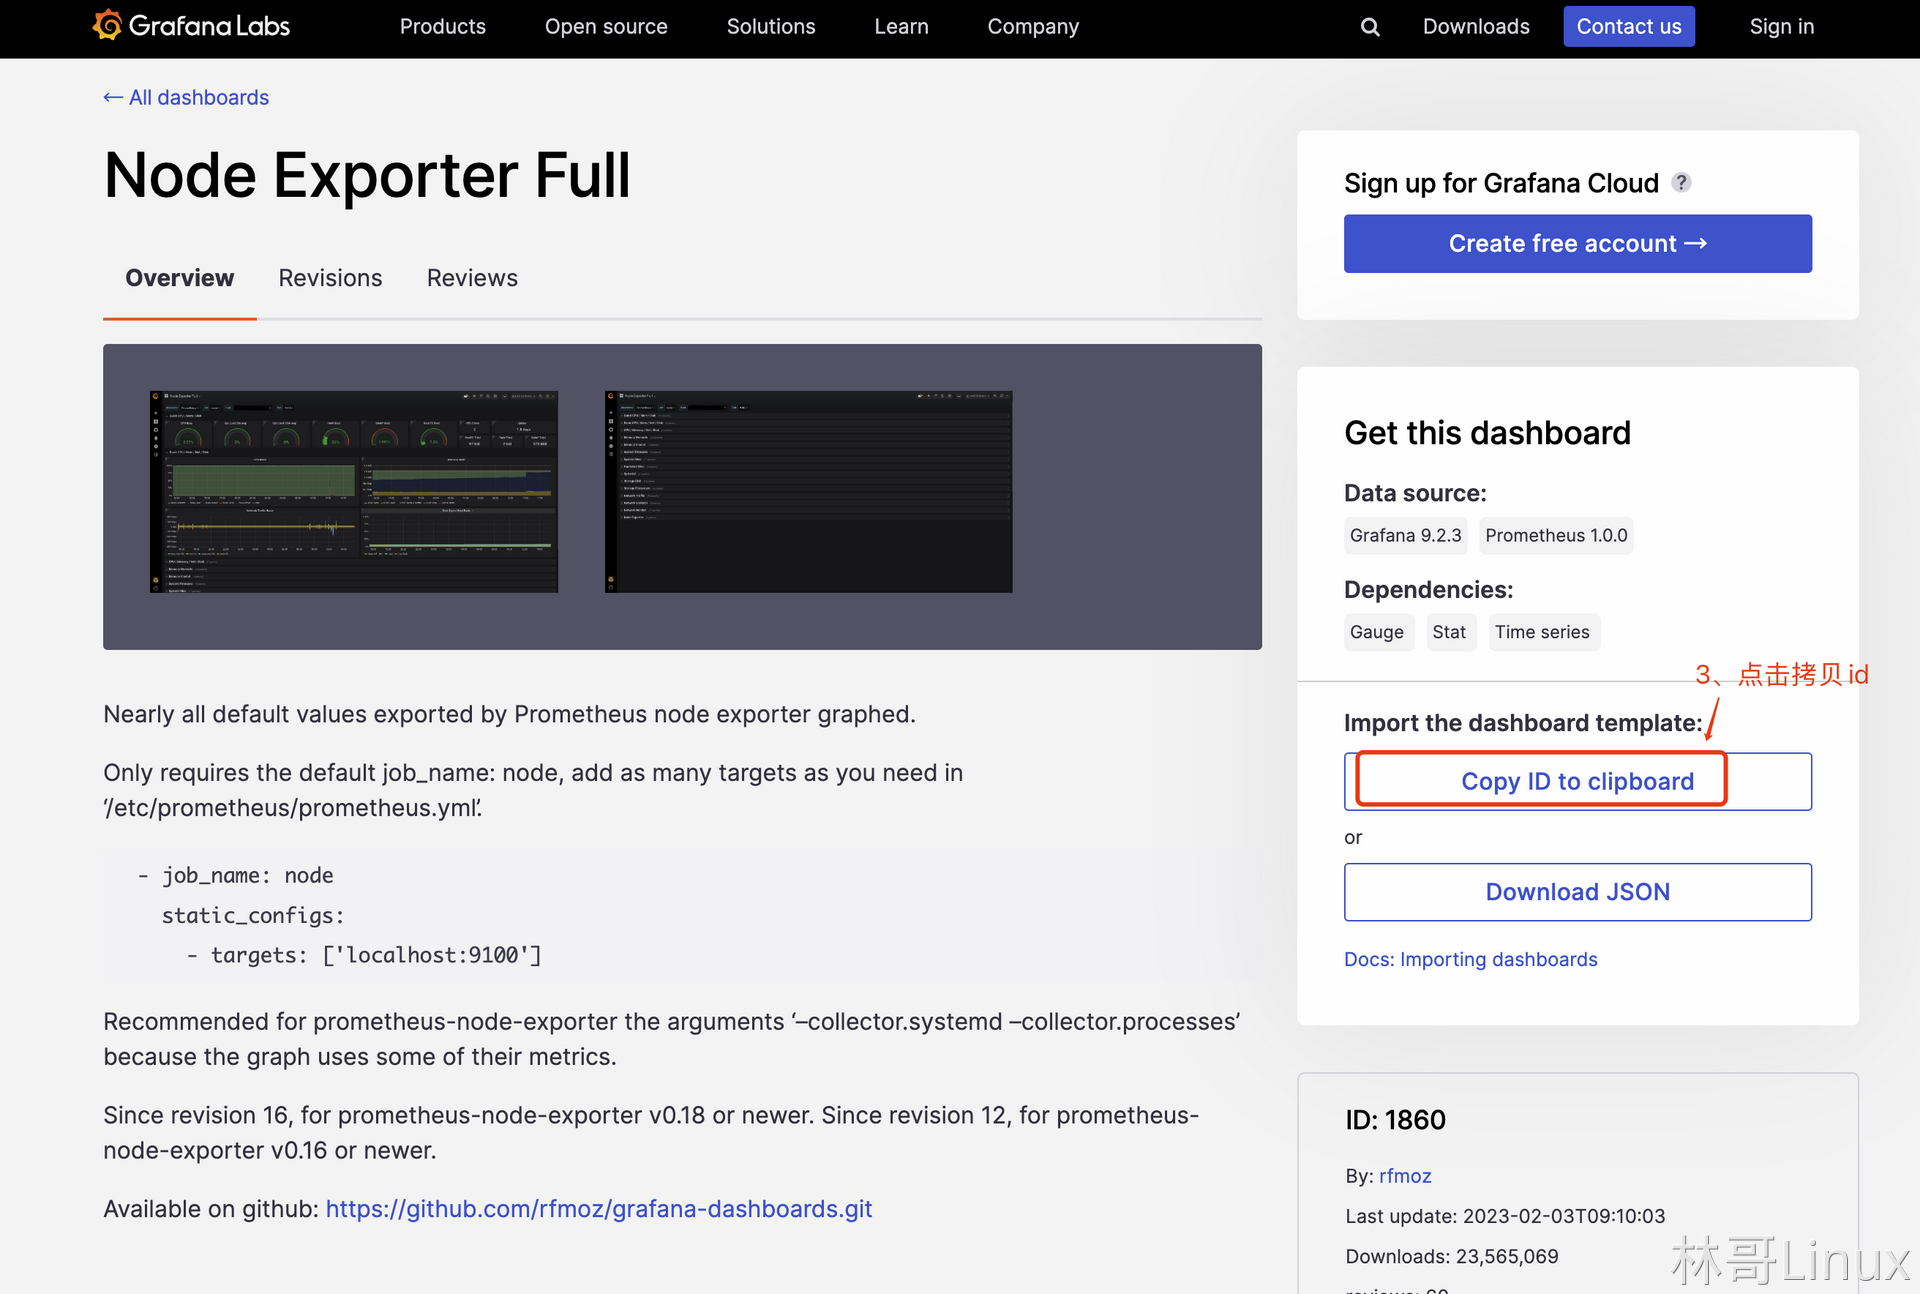 Grafana Labs
Products Open source Solutions Learn Company
Downloads Contact us Sign in
← All dashboards
Node Exporter Full
Overview Revisions Reviews
Nearly all default values exported by Prometheus node exporter graphed.
Only requires the default job_name: node, add as many targets as you need in
‘/etc/prometheus/prometheus.yml’.
- job_name: node
static_configs:
- targets: ['localhost:9100']
Recommended for prometheus-node-exporter the arguments ‘–collector.systemd –collector.processes’
because the graph uses some of their metrics.
Since revision 16, for prometheus-node-exporter v0.18 or newer. Since revision 12, for prometheus-
node-exporter v0.16 or newer.
Available on github: https://github.com/rfmoz/grafana-dashboards.git
Sign up for Grafana Cloud ?
Create free account →
Get this dashboard
Data source:
Grafana 9.2.3 Prometheus 1.0.0
Dependencies:
Gauge Stat Time series
3、点击拷贝id
Import the dashboard template:
Copy ID to clipboard
or
Download JSON
Docs: Importing dashboards
ID: 1860
By: rfmoz
Last update: 2023-02-03T09:10:03
Downloads: 23,565,069
林哥Linux